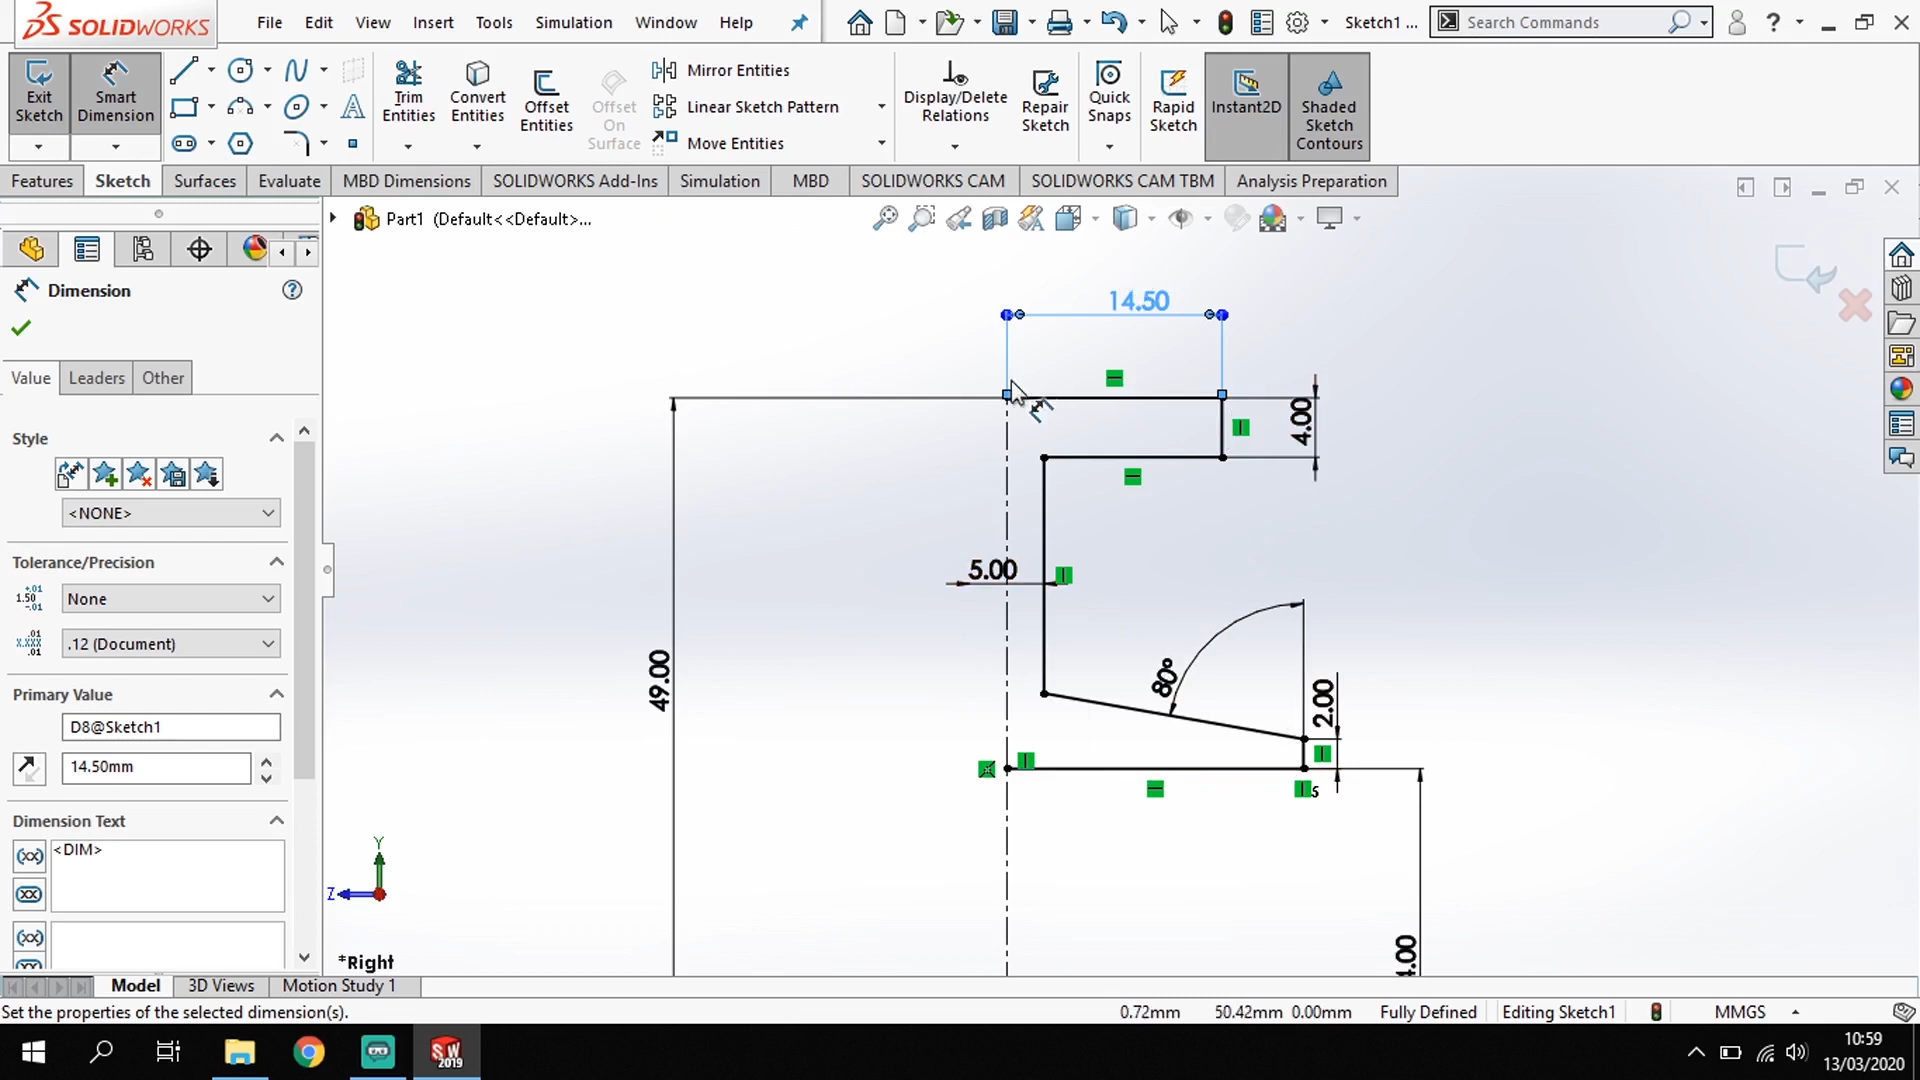 SOLIDWORKS File Edit View Insert Tools Simulation Window Help Sketch1 ... Search Commands ?
Exit Sketch Smart Dimension Trim Entities Convert Entities Offset Entities Offset On Surface Mirror Entities Linear Sketch Pattern Move Entities Display/Delete Relations Repair Sketch Quick Snaps Rapid Sketch Instant2D Shaded Sketch Contours
Features Sketch Surfaces Evaluate MBD Dimensions SOLIDWORKS Add-Ins Simulation MBD SOLIDWORKS CAM SOLIDWORKS CAM TBM Analysis Preparation
Part1 (Default<<Default>...
Dimension
Value Leaders Other
Style
<NONE>
Tolerance/Precision
None
.12 (Document)
Primary Value
D8@Sketch1
14.50mm
Dimension Text
<DIM>
14.50
4.00
5.00
49.00
80°
2.00
Y
Z
*Right
Model 3D Views Motion Study 1
Set the properties of the selected dimension(s). 0.72mm 50.42mm 0.00mm Fully Defined Editing Sketch1 MMGS
SW 2019
10:59
13/03/2020